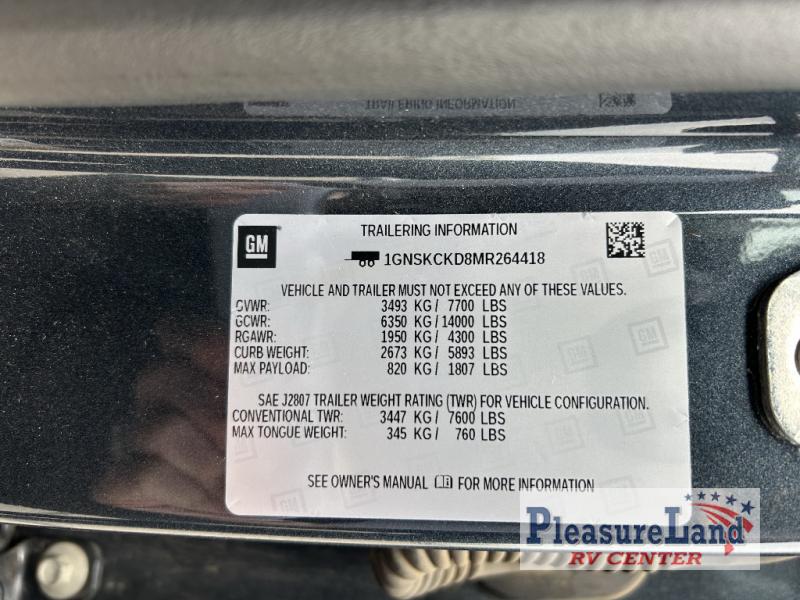 TRAILERING INFORMATION
GM
TRAILERING INFORMATION
1GNSKCKD8MR264418
VEHICLE AND TRAILER MUST NOT EXCEED ANY OF THESE VALUES.
GVWR: 3493 KG / 7700 LBS
GCWR: 6350 KG / 14000 LBS
RGAWR: 1950 KG / 4300 LBS
CURB WEIGHT: 2673 KG / 5893 LBS
MAX PAYLOAD: 820 KG / 1807 LBS
SAE J2807 TRAILER WEIGHT RATING (TWR) FOR VEHICLE CONFIGURATION.
CONVENTIONAL TWR: 3447 KG / 7600 LBS
MAX TONGUE WEIGHT: 345 KG / 760 LBS
SEE OWNER'S MANUAL FOR MORE INFORMATION
PleasureLand
RV CENTER